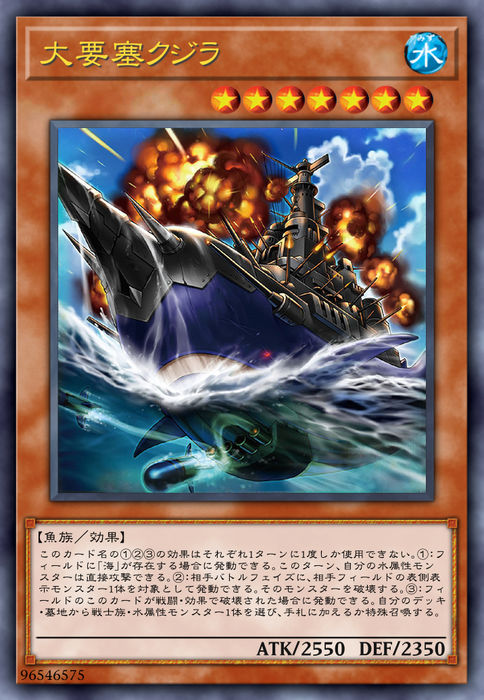 大要塞クジラ
みず
水
【魚族／効果】
このカード名の①②③の効果はそれぞれ1ターンに1度しか使用できない。①：フ
ィールドに「海」が存在する場合に発動できる。このターン、自分の水属性モン
スターは直接攻撃できる。②：相手バトルフェイズに、相手フィールドの表側表
示モンスター1体を対象として発動できる。そのモンスターを破壊する。③：フィ
ールドのこのカードが戦闘・効果で破壊された場合に発動できる。自分のデッキ
・墓地から戦士族・水属性モンスター1体を選び、手札に加えるか特殊召喚する。
ATK/2550 DEF/2350
96546575